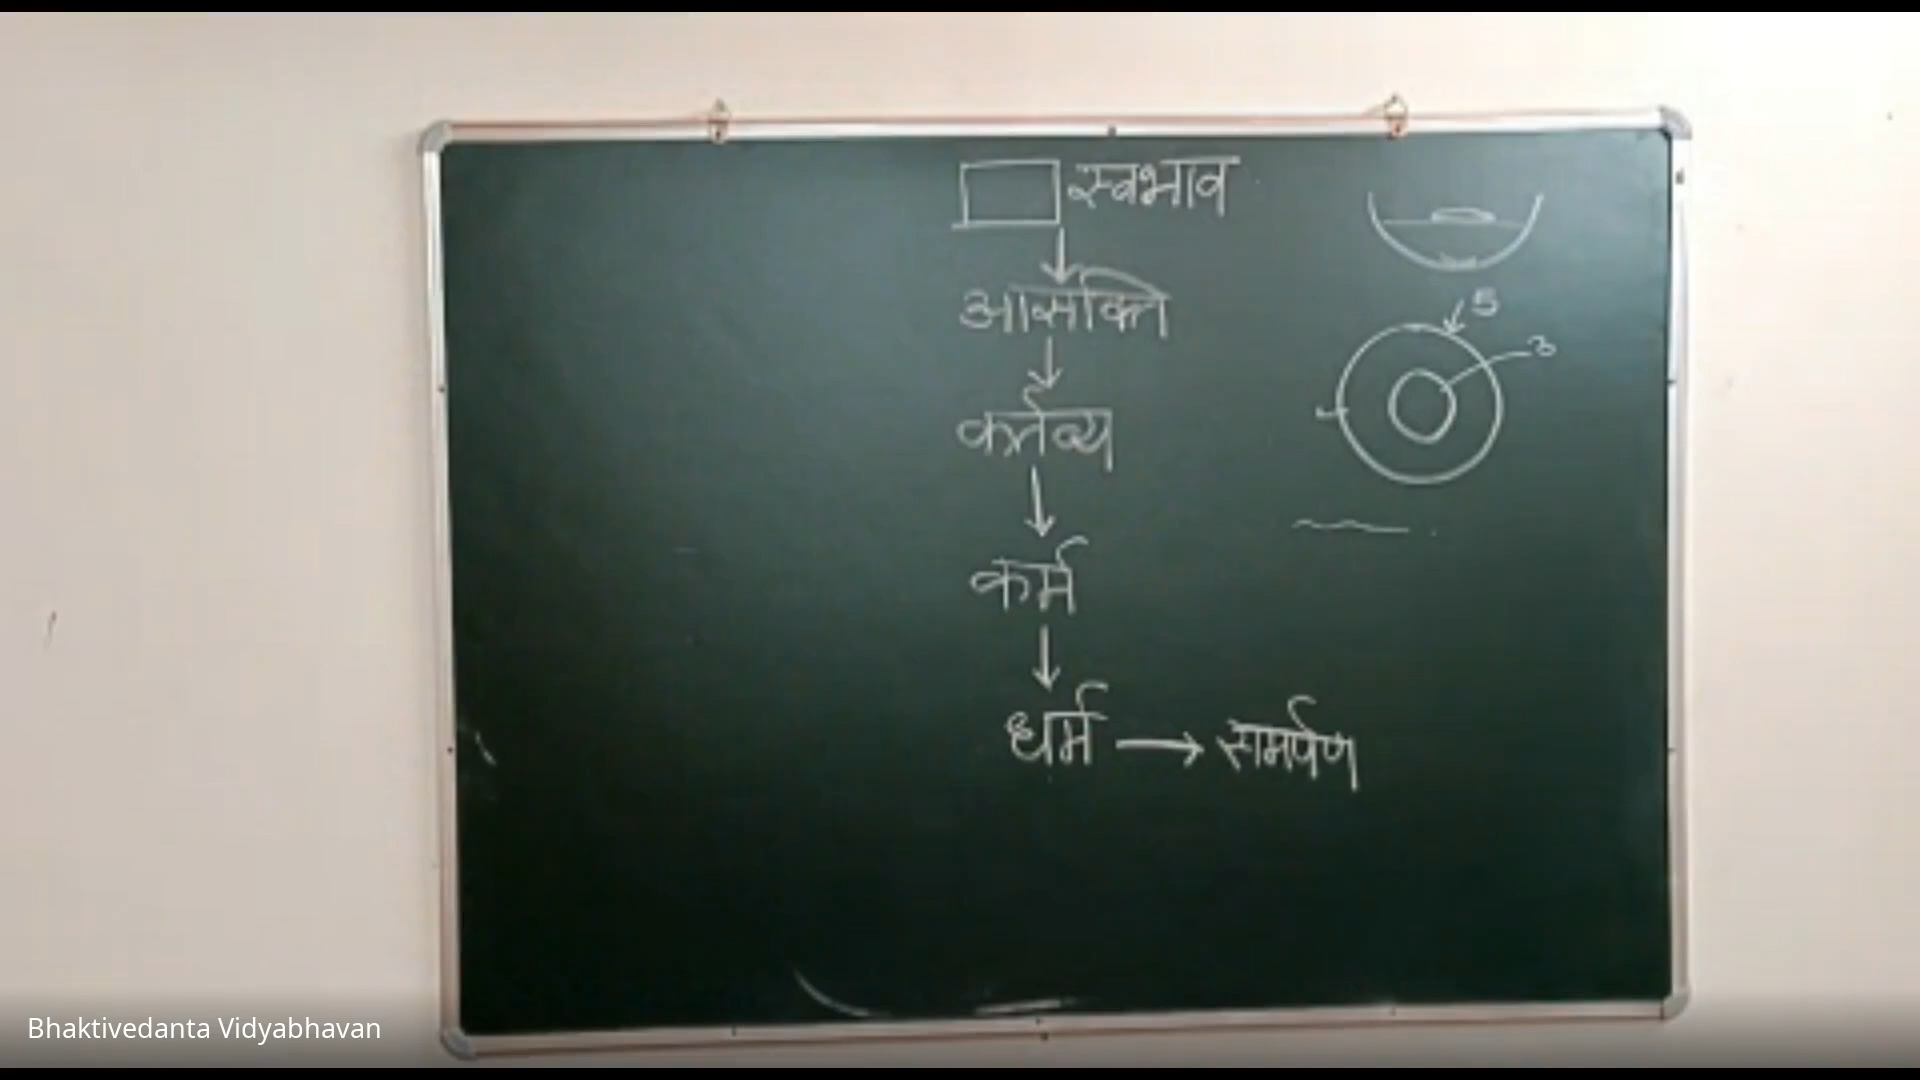 स्वभाव
आसक्ति
कर्तव्य
कर्म
धर्म → समर्पण
5
3
Bhaktivedanta Vidyabhavan